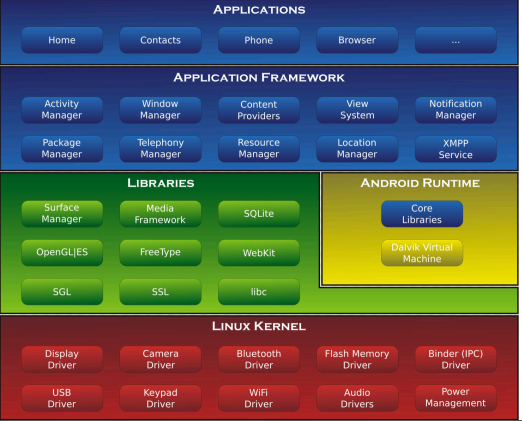 APPLICATIONS
Home
Contacts
Phone
Browser
...
APPLICATION FRAMEWORK
Activity
Manager
Window
Manager
Content
Providers
View
System
Notification
Manager
Package
Manager
Telephony
Manager
Resource
Manager
Location
Manager
XMPP
Service
LIBRARIES
Surface
Manager
Media
Framework
SQLite
OpenGL|ES
FreeType
WebKit
SGL
SSL
libc
ANDROID RUNTIME
Core
Libraries
Dalvik Virtual
Machine
LINUX KERNEL
Display
Driver
Camera
Driver
Bluetooth
Driver
Flash Memory
Driver
Binder (IPC)
Driver
USB
Driver
Keypad
Driver
WiFi
Driver
Audio
Drivers
Power
Management